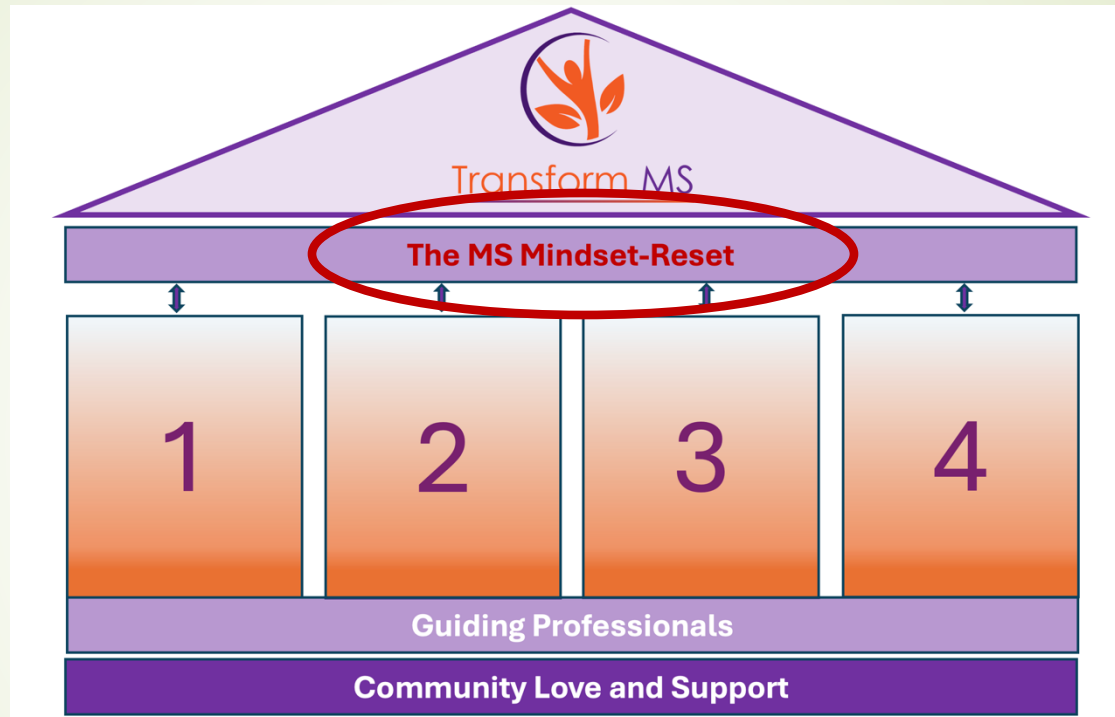 Transform MS
The MS Mindset-Reset
1 2 3 4
Guiding Professionals
Community Love and Support